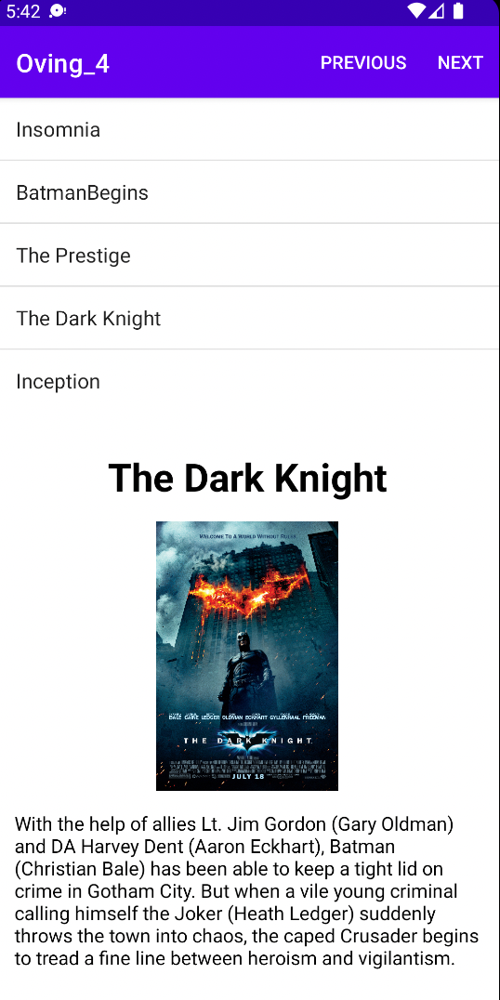 5:42
Oving_4
PREVIOUS
NEXT
Insomnia
BatmanBegins
The Prestige
The Dark Knight
Inception
The Dark Knight
WELCOME TO A WORLD WITHOUT RULES.
BALE CAINE LEDGER OLDMAN ECKHART GYLLENHAAL FREEMAN
THE DARK KNIGHT
JULY 18
With the help of allies Lt. Jim Gordon (Gary Oldman)
and DA Harvey Dent (Aaron Eckhart), Batman
(Christian Bale) has been able to keep a tight lid on
crime in Gotham City. But when a vile young criminal
calling himself the Joker (Heath Ledger) suddenly
throws the town into chaos, the caped Crusader begins
to tread a fine line between heroism and vigilantism.